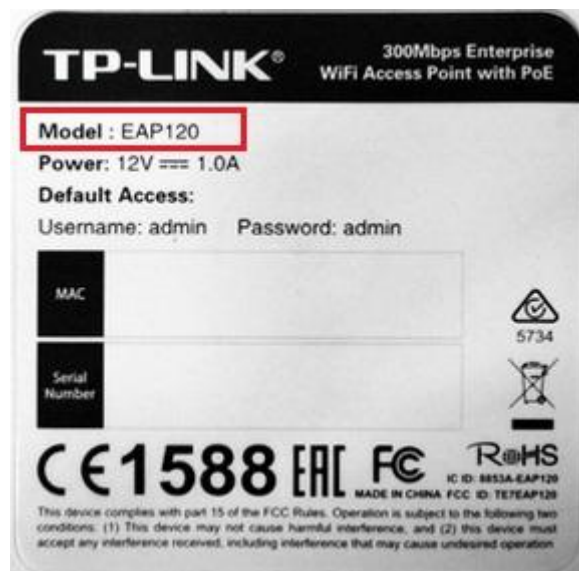 TP-LINK®
300Mbps Enterprise
WiFi Access Point with PoE
Model : EAP120
Power: 12V ⎓ 1.0A
Default Access:
Username: admin Password: admin
MAC
5734
Serial
Number
CE1588 EAC FC RoHS
IC ID: 8853A-EAP120
MADE IN CHINA FCC ID: TE7EAP120
This device complies with part 15 of the FCC Rules. Operation is subject to the following two
conditions: (1) This device may not cause harmful interference, and (2) this device must
accept any interference received, including interference that may cause undesired operation